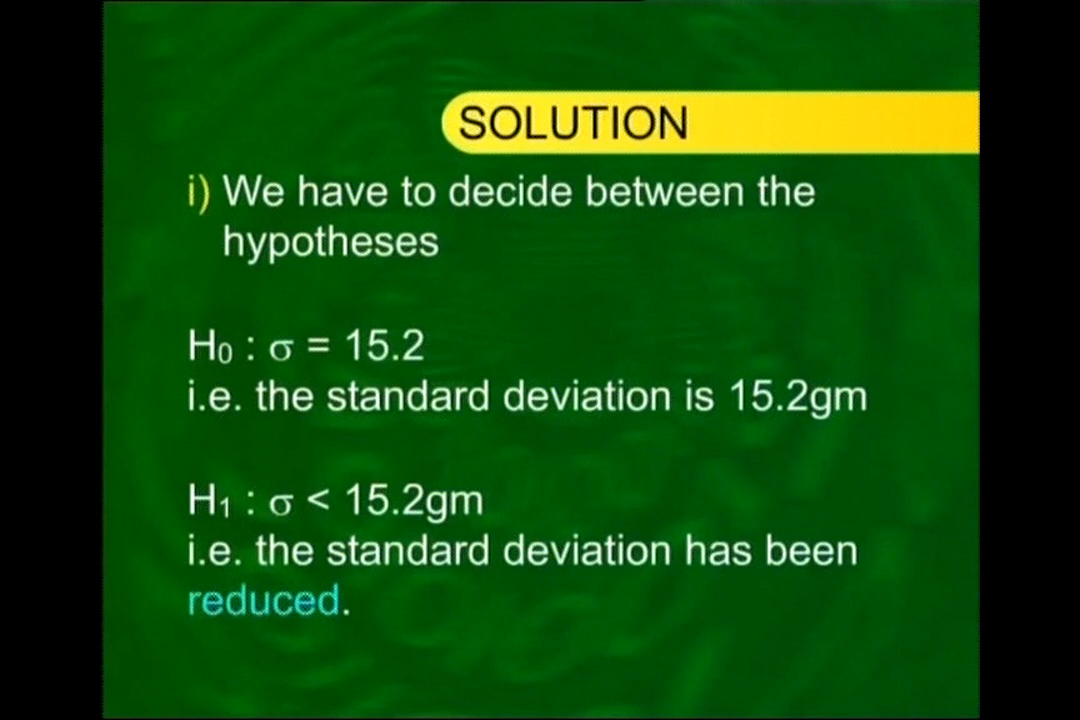 SOLUTION
i) We have to decide between the
hypotheses
H₀ : σ = 15.2
i.e. the standard deviation is 15.2gm
H₁ : σ < 15.2gm
i.e. the standard deviation has been
reduced.